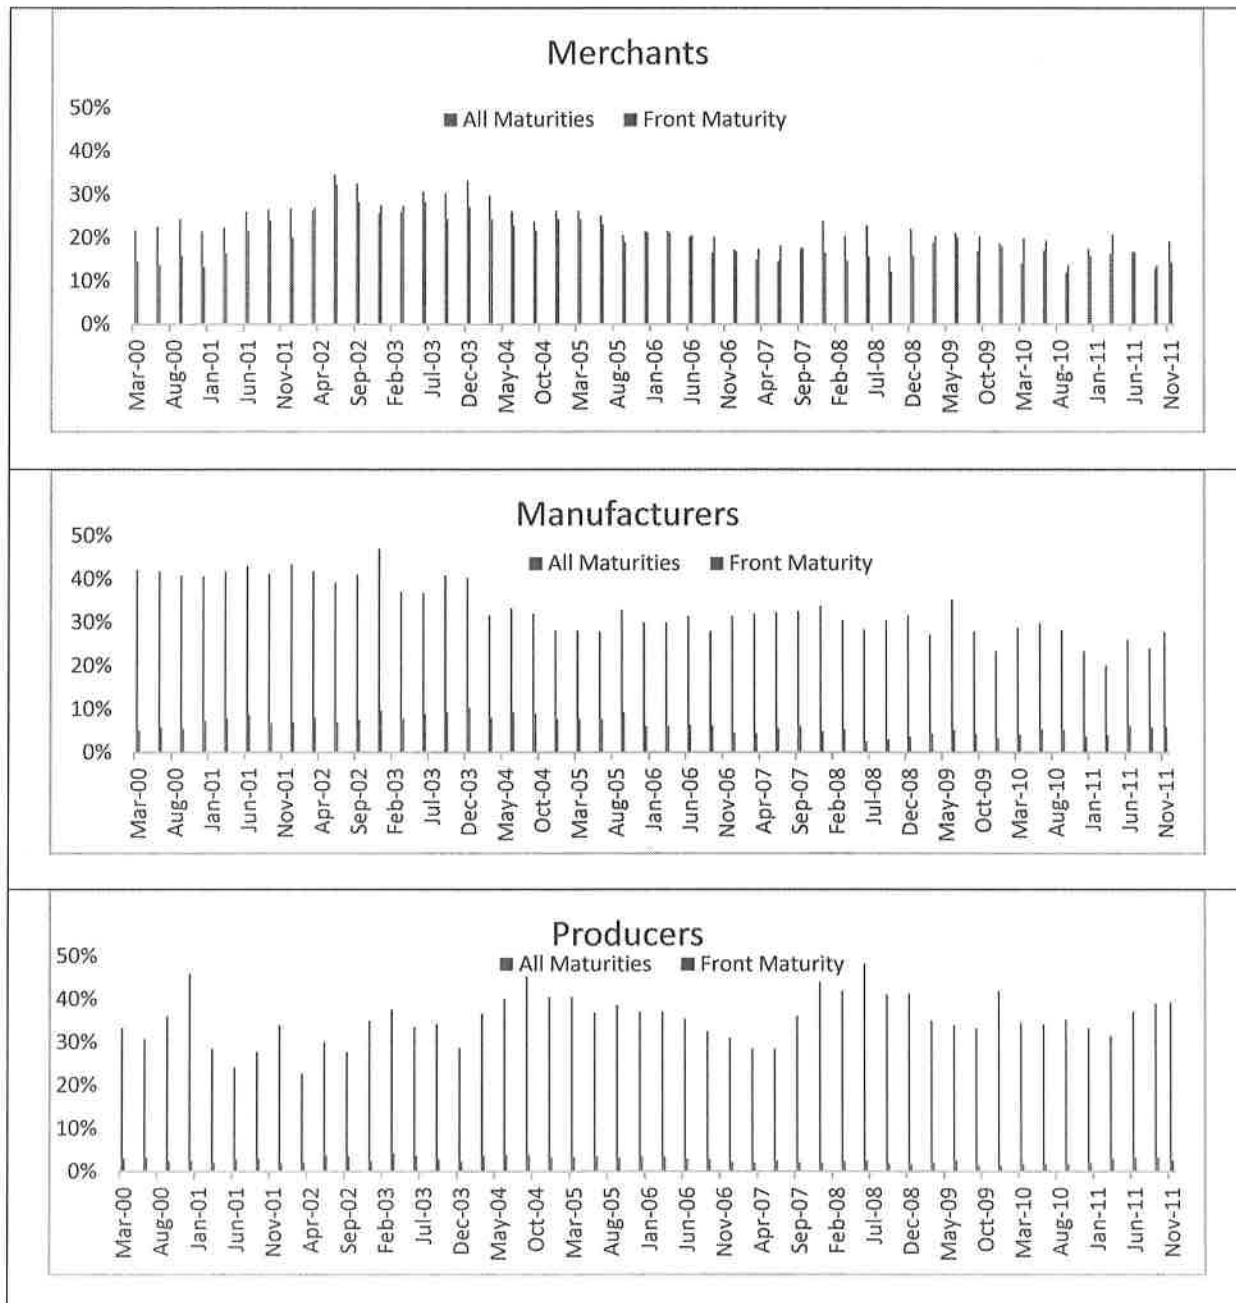 Merchants
50%
All Maturities Front Maturity
40%
30%
20%
10%
0%
Mar-00 Aug-00 Jan-01 Jun-01 Nov-01 Apr-02 Sep-02 Feb-03 Jul-03 Dec-03 May-04 Oct-04 Mar-05 Aug-05 Jan-06 Jun-06 Nov-06 Apr-07 Sep-07 Feb-08 Jul-08 Dec-08 May-09 Oct-09 Mar-10 Aug-10 Jan-11 Jun-11 Nov-11
Manufacturers
50%
All Maturities Front Maturity
40%
30%
20%
10%
0%
Mar-00 Aug-00 Jan-01 Jun-01 Nov-01 Apr-02 Sep-02 Feb-03 Jul-03 Dec-03 May-04 Oct-04 Mar-05 Aug-05 Jan-06 Jun-06 Nov-06 Apr-07 Sep-07 Feb-08 Jul-08 Dec-08 May-09 Oct-09 Mar-10 Aug-10 Jan-11 Jun-11 Nov-11
Producers
50%
All Maturities Front Maturity
40%
30%
20%
10%
0%
Mar-00 Aug-00 Jan-01 Jun-01 Nov-01 Apr-02 Sep-02 Feb-03 Jul-03 Dec-03 May-04 Oct-04 Mar-05 Aug-05 Jan-06 Jun-06 Nov-06 Apr-07 Sep-07 Feb-08 Jul-08 Dec-08 May-09 Oct-09 Mar-10 Aug-10 Jan-11 Jun-11 Nov-11